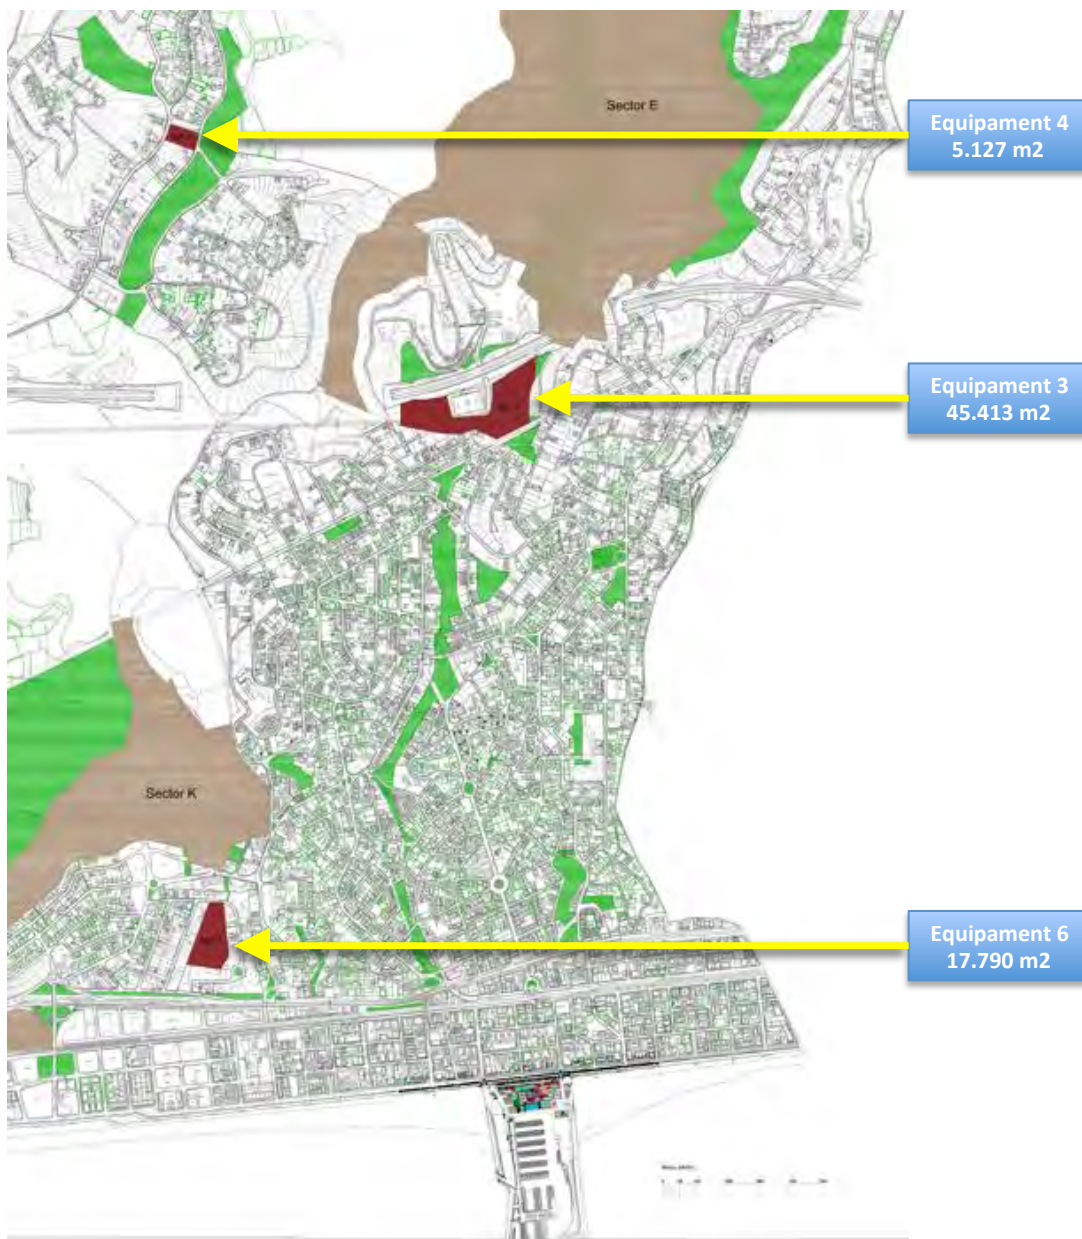 Sector E
Equipament 4
5.127 m2
Equipament 3
45.413 m2
Sector K
Equipament 6
17.790 m2